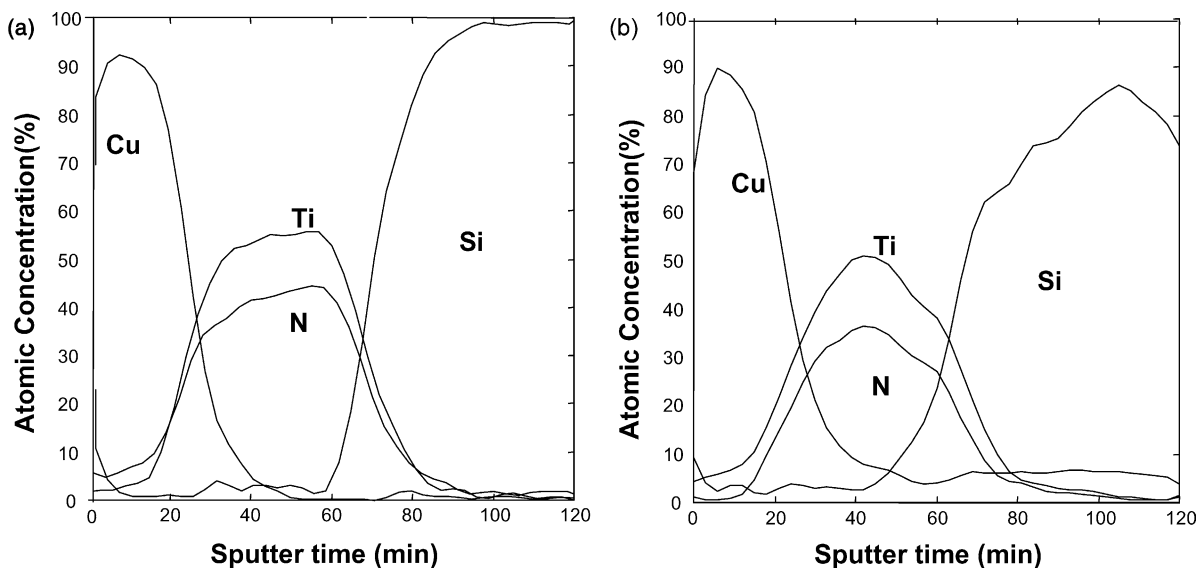 (a)
Atomic Concentration(%)
100
90
80
70
60
50
40
30
20
10
0
Cu
Ti
N
Si
0 20 40 60 80 100 120
Sputter time (min)
(b)
Atomic Concentration(%)
100
90
80
70
60
50
40
30
20
10
0
Cu
Ti
N
Si
0 20 40 60 80 100 120
Sputter time (min)